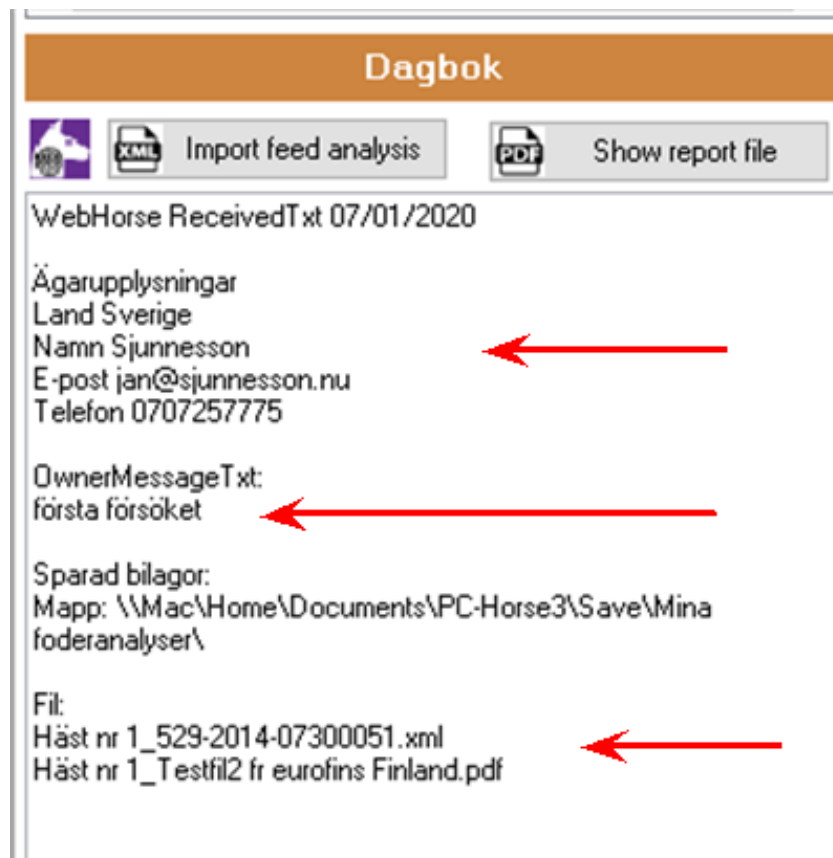 Dagbok
XML Import feed analysis
PDF Show report file
WebHorse ReceivedTxt 07/01/2020
Ägarupplysningar
Land Sverige
Namn Sjunnesson
E-post jan@sjunnesson.nu
Telefon 0707257775
OwnerMessageTxt:
första försöket
Sparad bilagor:
Mapp: \\Mac\Home\Documents\PC-Horse3\Save\Mina
foderanalyser\
Fil:
Häst nr 1_529-2014-07300051.xml
Häst nr 1_Testfil2 fr eurofins Finland.pdf